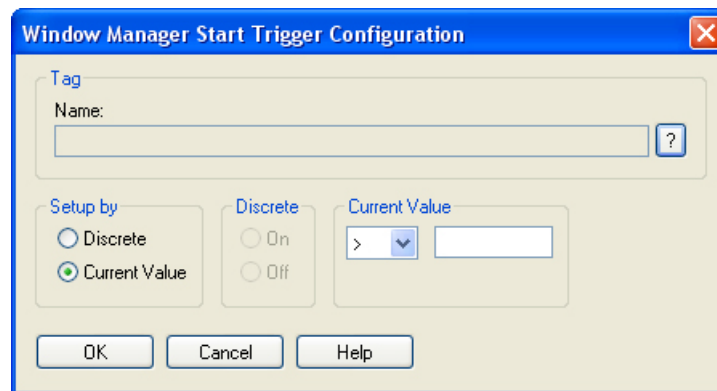 Window Manager Start Trigger Configuration
Tag
Name:
?
Setup by
Discrete
Current Value
Discrete
On
Off
Current Value
>
OK
Cancel
Help